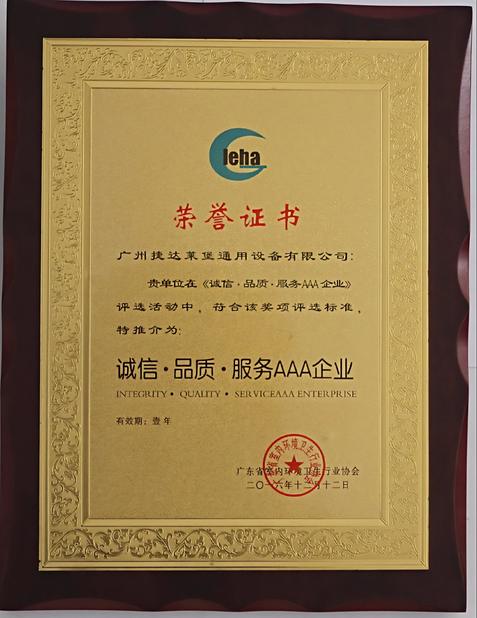 leha
荣誉证书
广州捷达莱堡通用设备有限公司：
贵单位在《诚信·品质·服务AAA企业》
评选活动中，符合该奖项评选标准，
特推介为：
诚信·品质·服务AAA企业
INTEGRITY · QUALITY · SERVICEAAA ENTERPRISE
有效期：壹年
广东省室内环境卫生行业协会
二〇一六年十二月十二日